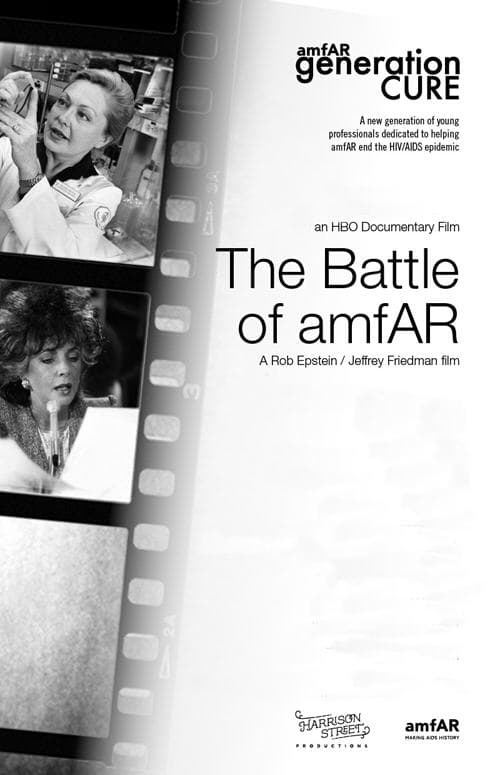 amfAR
generation
CURE
A new generation of young
professionals dedicated to helping
amfAR end the HIV/AIDS epidemic
an HBO Documentary Film
The Battle
of amfAR
A Rob Epstein / Jeffrey Friedman film
HARRISON
STREET
PRODUCTIONS
amfAR
MAKING AIDS HISTORY